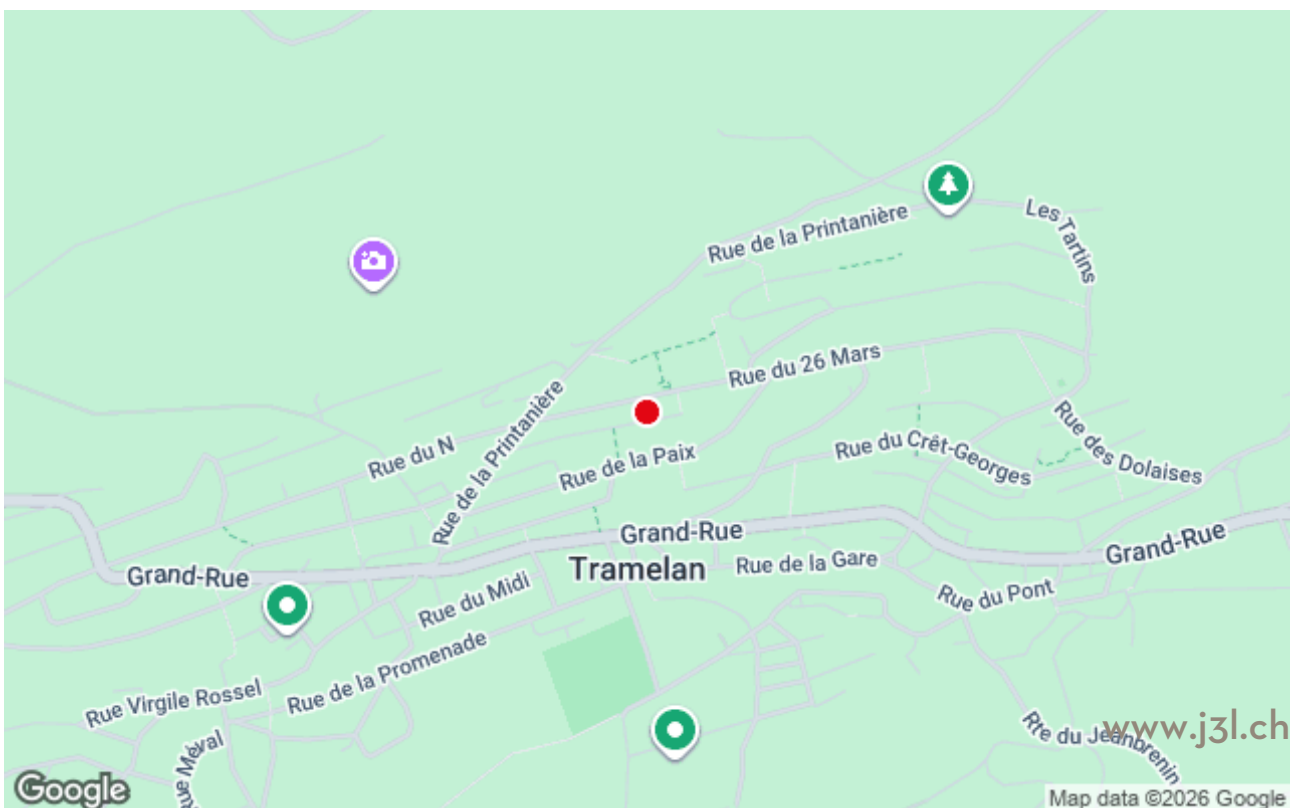 Les Tartins
Rue de la Printanière
Rue du 26 Mars
Rue de la Printanière
Rue du N
Rue de la Paix
Rue du Crêt-Georges
Rue des Dolaises
Grand-Rue
Grand-Rue
Grand-Rue
Tramelan
Rue de la Gare
Rue du Midi
Rue du Pont
Rue de la Promenade
Rue Virgile Rossel
Rue Méval
Rte du Jeanbrenin
www.j3l.ch
Google
Map data ©2026 Google